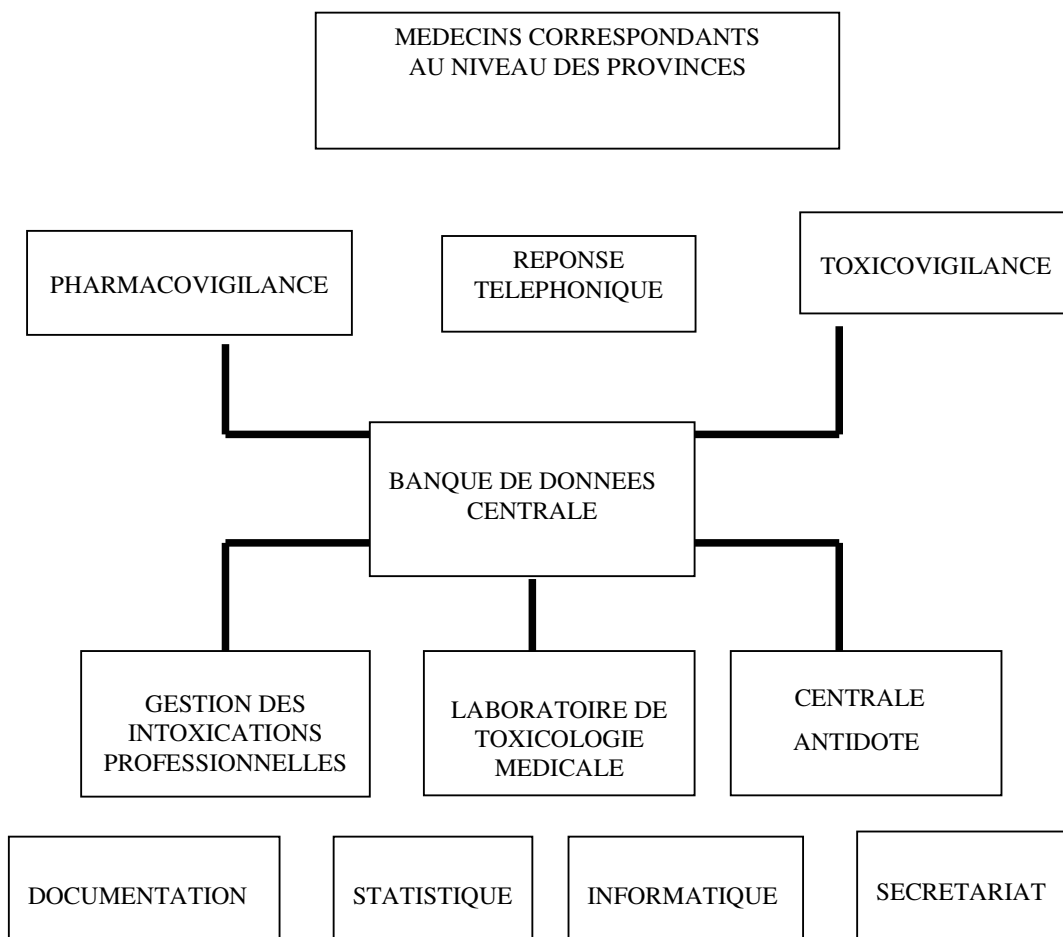 MEDECINS CORRESPONDANTS
AU NIVEAU DES PROVINCES
PHARMACOVIGILANCE
REPONSE
TELEPHONIQUE
TOXICOVIGILANCE
BANQUE DE DONNEES
CENTRALE
GESTION DES
INTOXICATIONS
PROFESSIONNELLES
LABORATOIRE DE
TOXICOLOGIE
MEDICALE
CENTRALE
ANTIDOTE
DOCUMENTATION
STATISTIQUE
INFORMATIQUE
SECRETARIAT